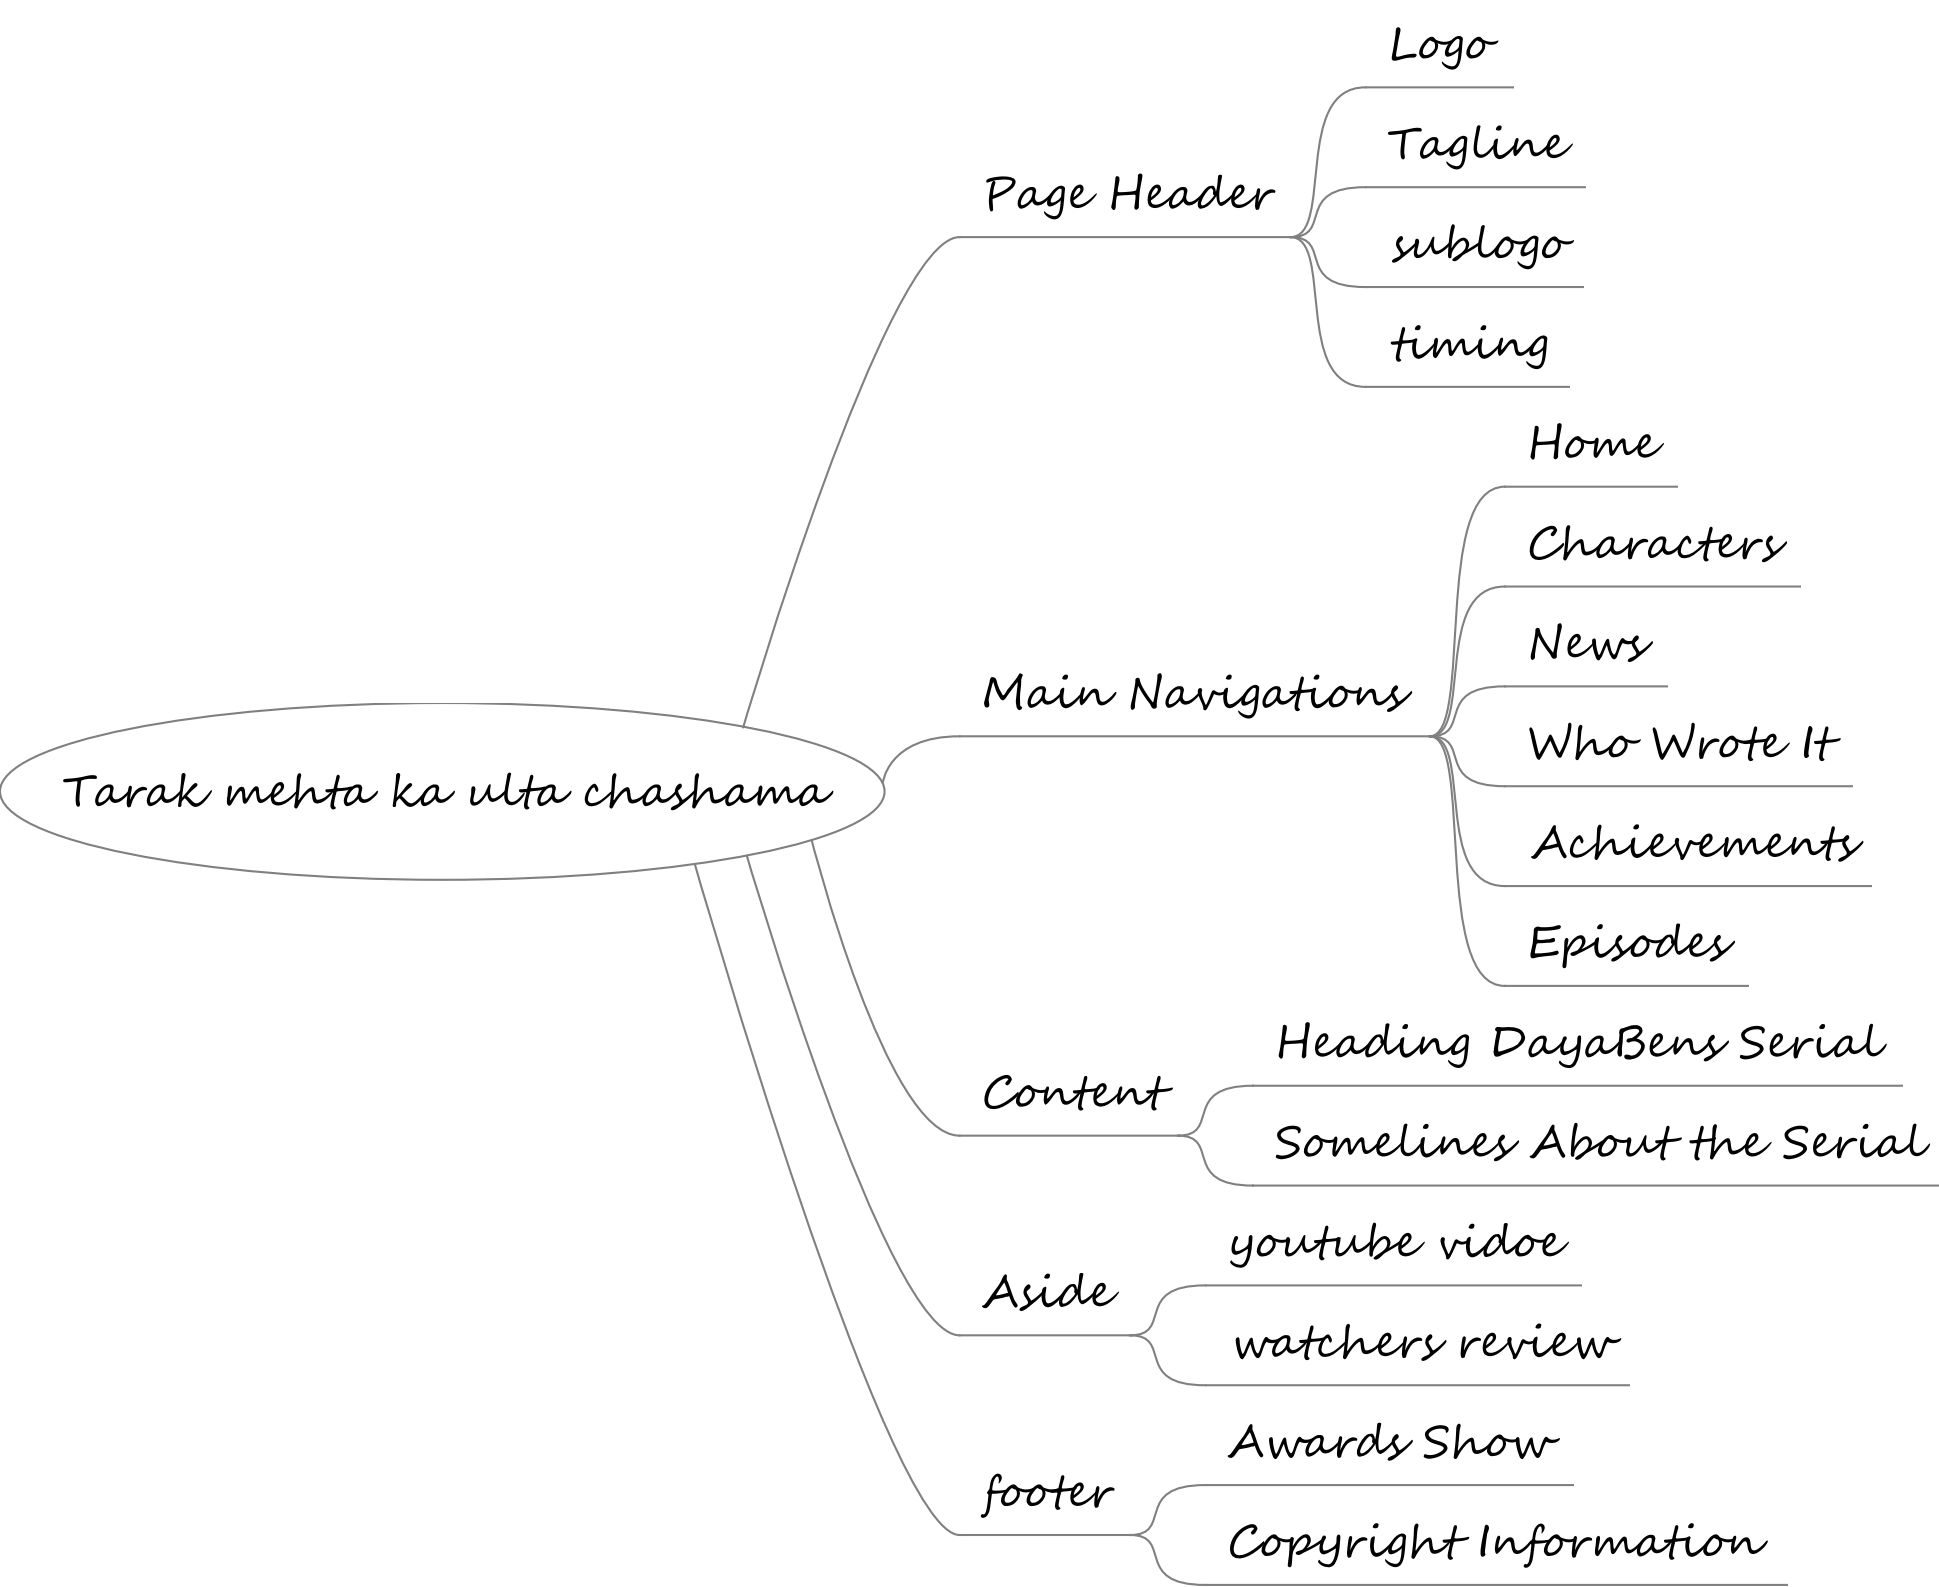 Tarak mehta ka ulta chashama
Page Header
Logo
Tagline
sublogo
timing
Main Navigations
Home
Characters
News
Who Wrote It
Achievements
Episodes
Content
Heading DayaBens Serial
Somelines About the Serial
Aside
youtube vidoe
watchers review
footer
Awards Show
Copyright Information